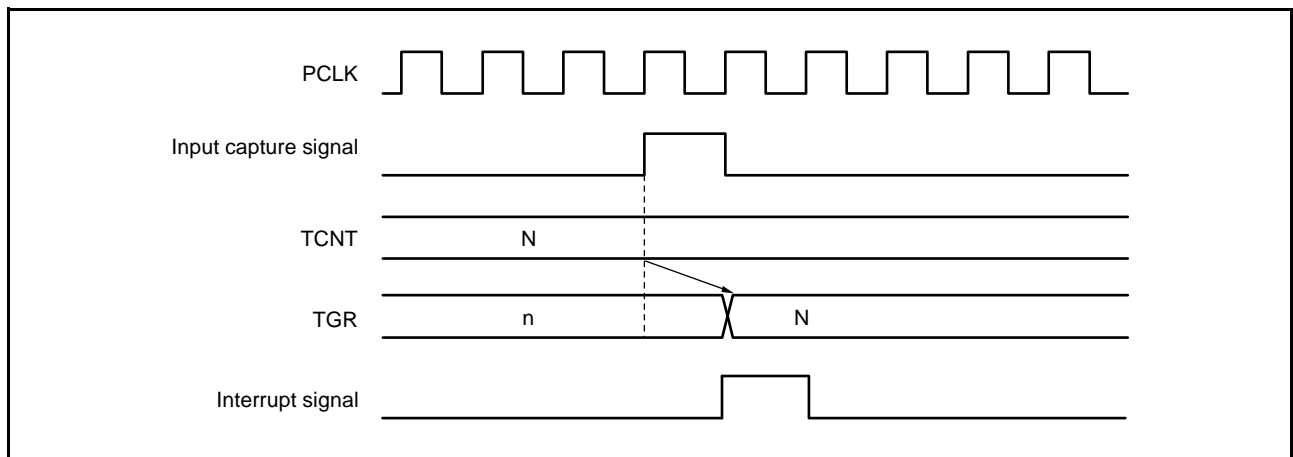 PCLK
Input capture signal
TCNT
N
TGR
n
N
Interrupt signal